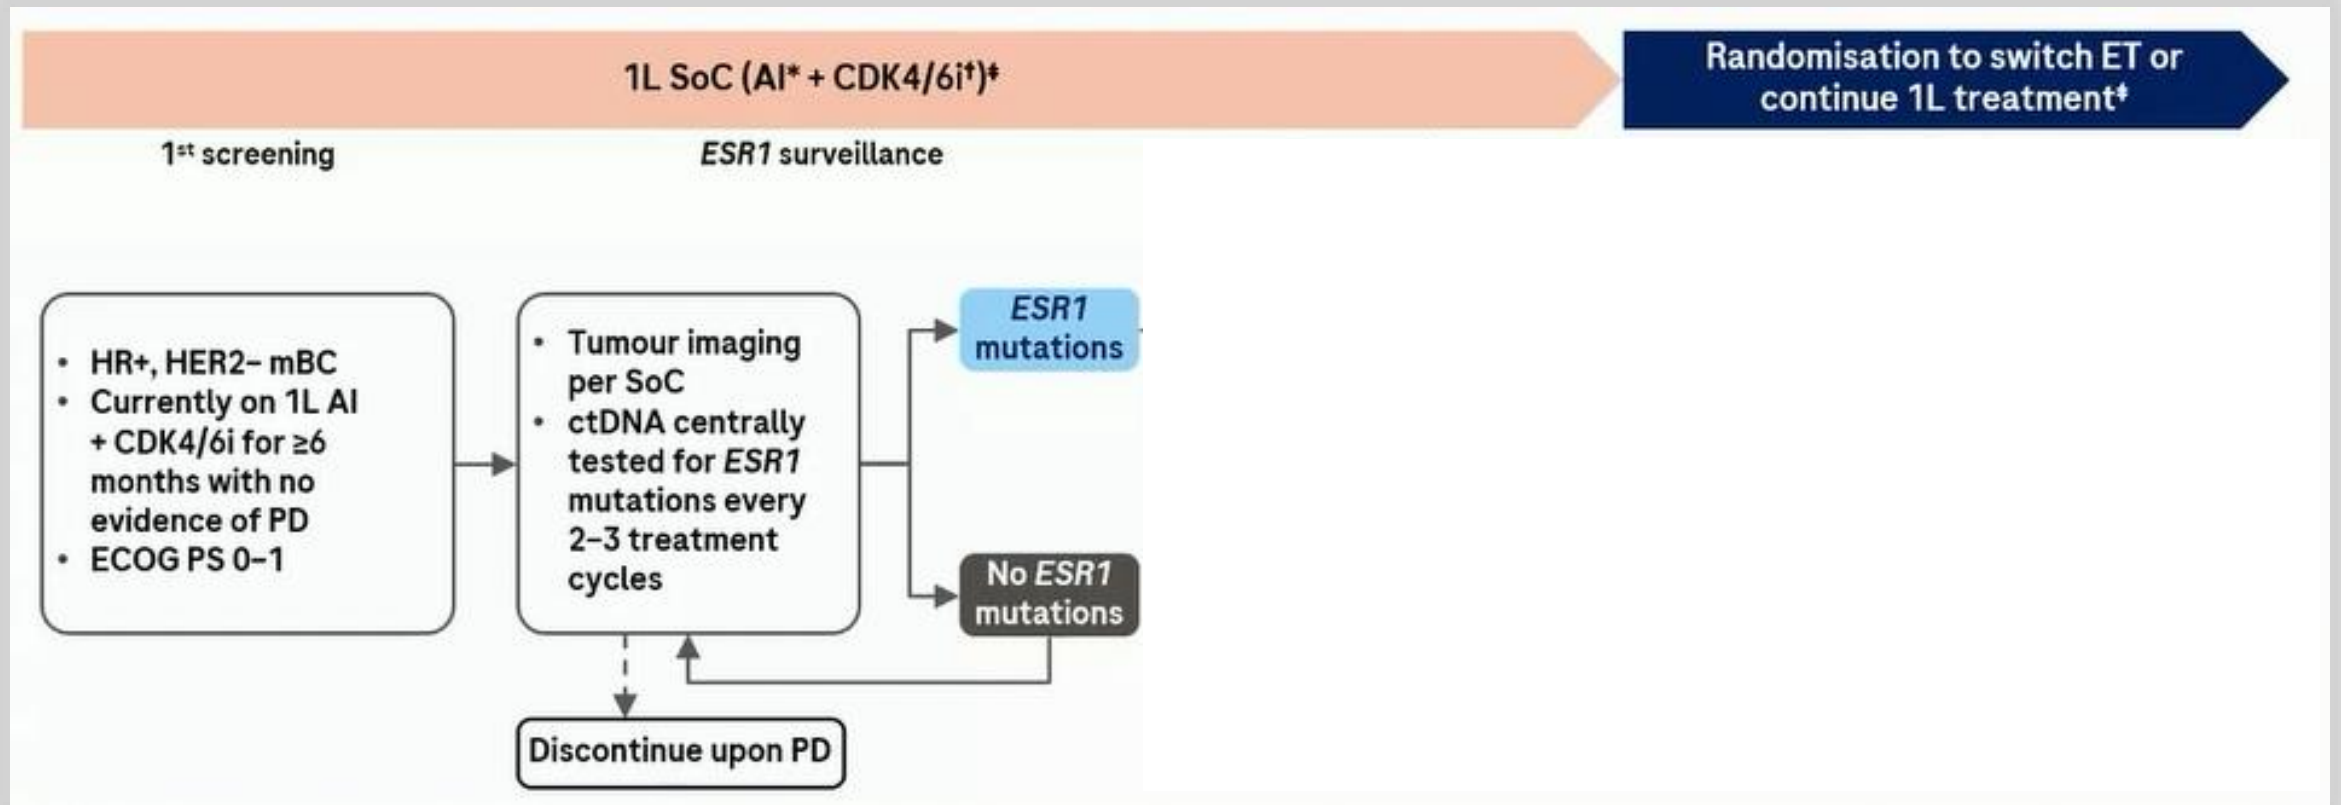 1L SoC (AI* + CDK4/6i†)‡
Randomisation to switch ET or
continue 1L treatment‡
1st screening
ESR1 surveillance
• HR+, HER2− mBC
• Currently on 1L AI
+ CDK4/6i for ≥6
months with no
evidence of PD
• ECOG PS 0–1
• Tumour imaging
per SoC
• ctDNA centrally
tested for ESR1
mutations every
2–3 treatment
cycles
ESR1
mutations
No ESR1
mutations
Discontinue upon PD